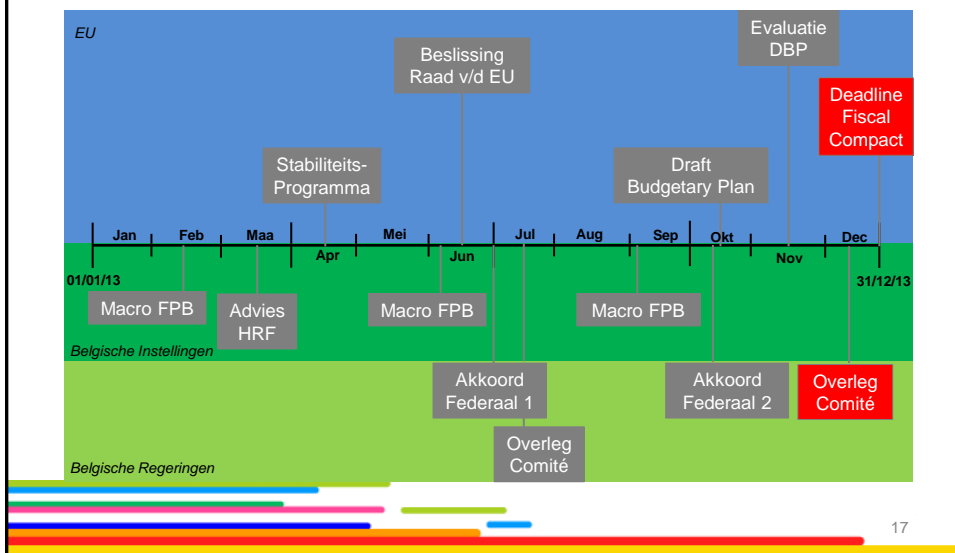 EU
Evaluatie
DBP
Beslissing
Raad v/d EU
Deadline
Fiscal
Compact
Stabiliteits-
Programma
Draft
Budgetary Plan
Jan Feb Maa Apr Mei Jun Jul Aug Sep Okt Nov Dec
01/01/13 31/12/13
Macro FPB
Advies
HRF
Macro FPB
Macro FPB
Belgische Instellingen
Akkoord
Federaal 1
Akkoord
Federaal 2
Overleg
Comité
Overleg
Comité
Belgische Regeringen
17